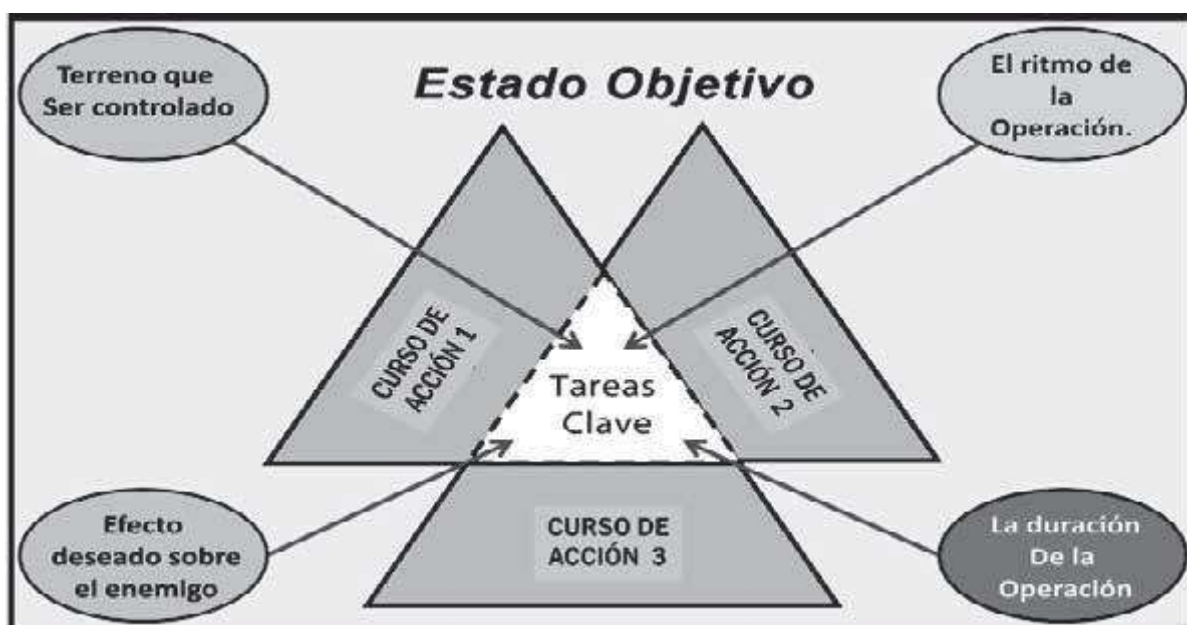 Estado Objetivo
Terreno que
Ser controlado
El ritmo de
la
Operación.
CURSO DE
ACCIÓN 1
CURSO DE
ACCIÓN 2
Tareas
Clave
Efecto
deseado sobre
el enemigo
CURSO DE
ACCIÓN 3
La duración
De la
Operación